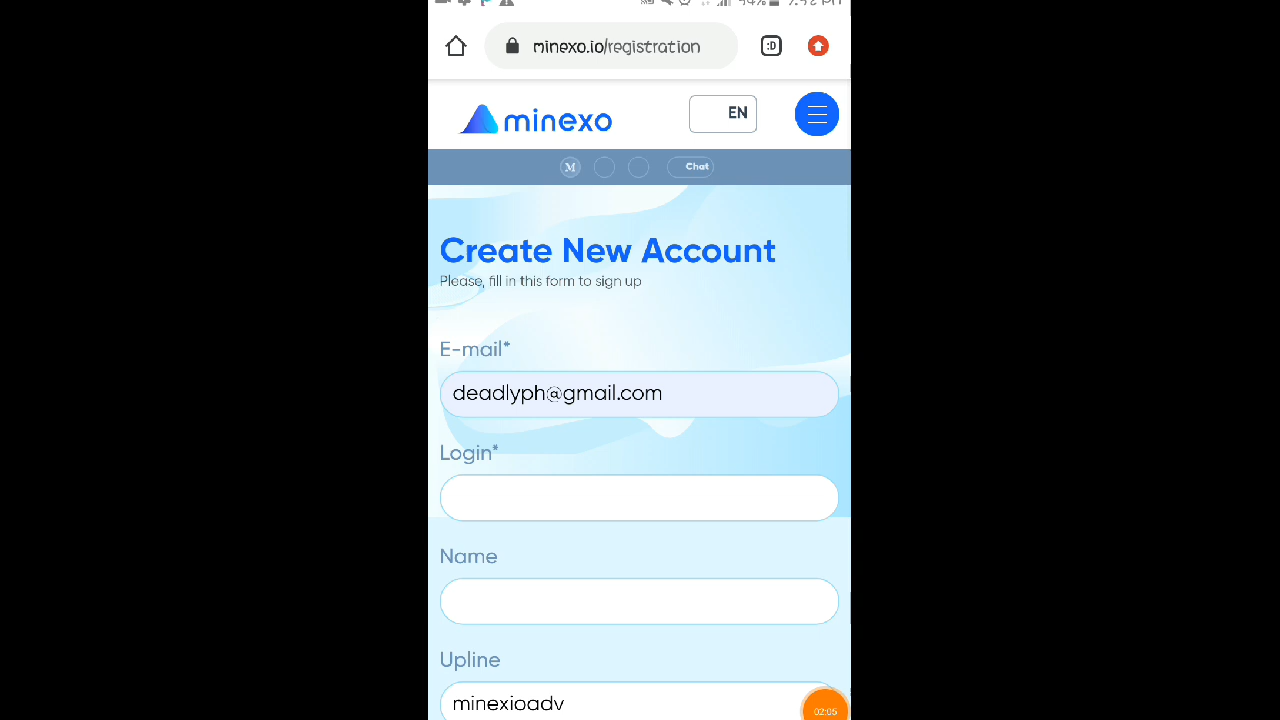 minexo.io/registration
:D
minexo
EN
M
Chat
Create New Account
Please, fill in this form to sign up
E-mail*
deadlyph@gmail.com
Login*
Name
Upline
minexioadv
02:05